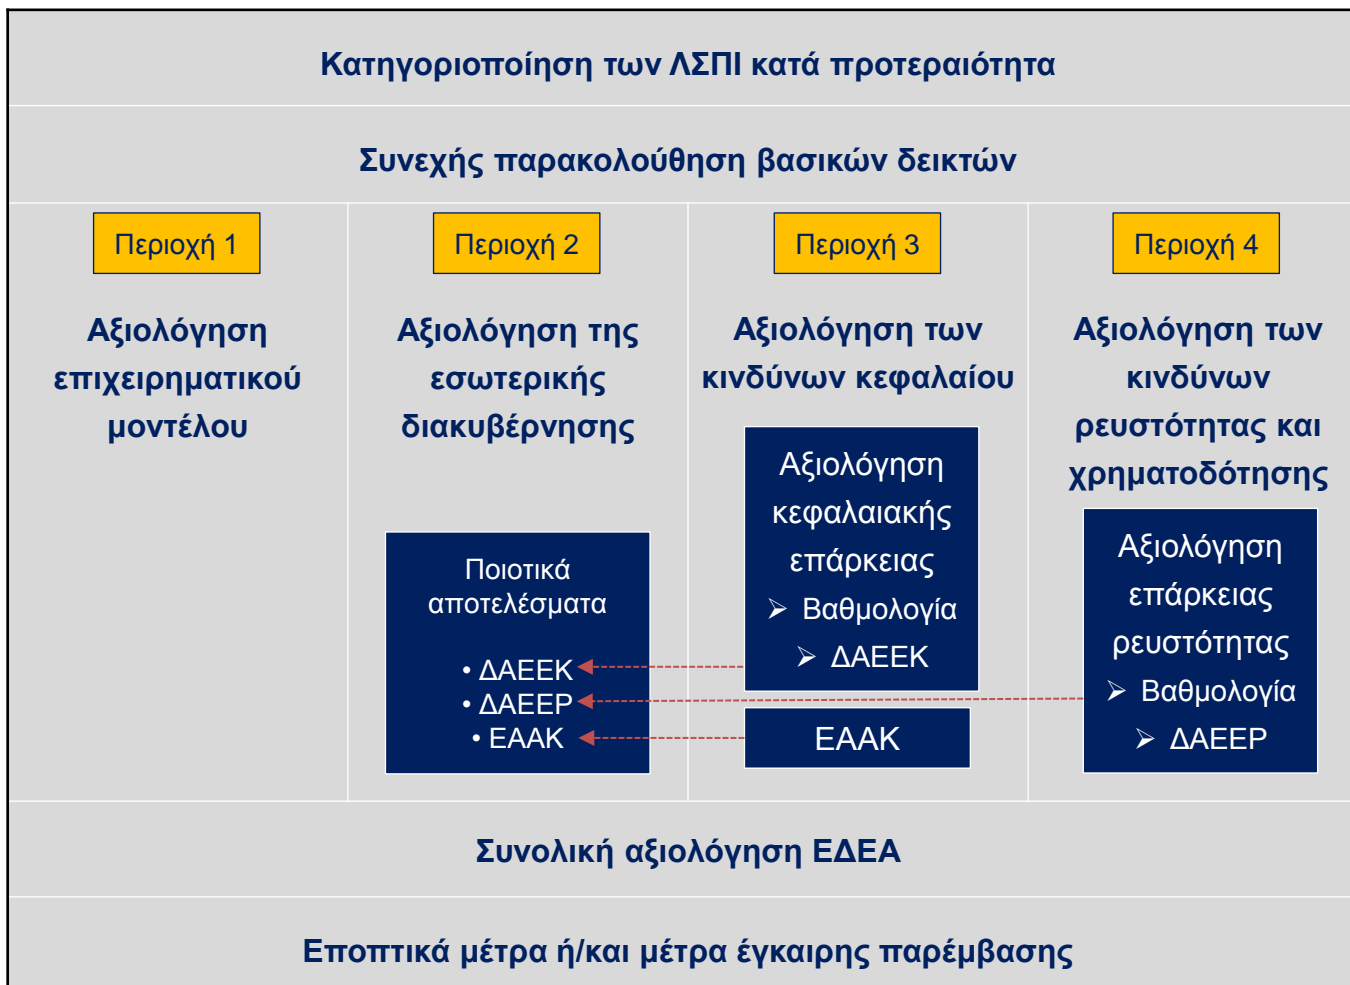 Κατηγοριοποίηση των ΛΣΠΙ κατά προτεραιότητα
Συνεχής παρακολούθηση βασικών δεικτών
Περιοχή 1
Αξιολόγηση
επιχειρηματικού
μοντέλου
Περιοχή 2
Αξιολόγηση της
εσωτερικής
διακυβέρνησης
Ποιοτικά
αποτελέσματα
• ΔΑΕΕΚ
• ΔΑΕΕΡ
• ΕΑΑΚ
Περιοχή 3
Αξιολόγηση των
κινδύνων κεφαλαίου
Αξιολόγηση
κεφαλαιακής
επάρκειας
➢ Βαθμολογία
➢ ΔΑΕΕΚ
ΕΑΑΚ
Περιοχή 4
Αξιολόγηση των
κινδύνων
ρευστότητας και
χρηματοδότησης
Αξιολόγηση
επάρκειας
ρευστότητας
➢ Βαθμολογία
➢ ΔΑΕΕΡ
Συνολική αξιολόγηση ΕΔΕΑ
Εποπτικά μέτρα ή/και μέτρα έγκαιρης παρέμβασης